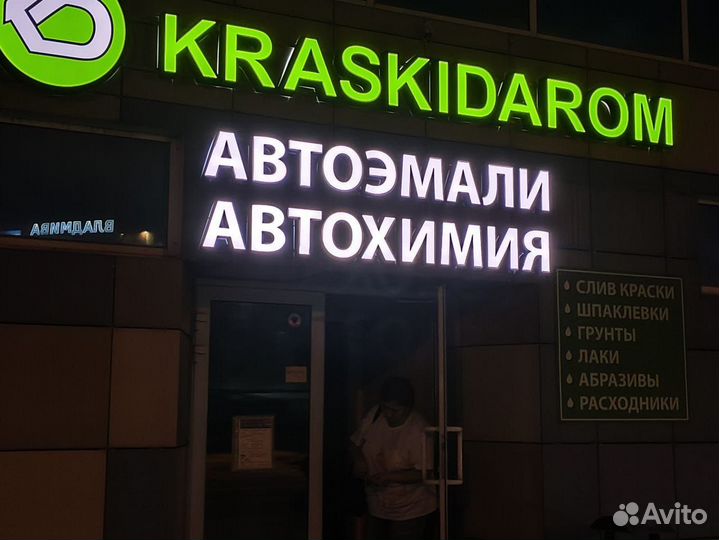 KRASKIDAROM
АВТОЭМАЛИ
АВТОХИМИЯ
СЛИВ КРАСКИ
ШПАКЛЕВКИ
ГРУНТЫ
ЛАКИ
АБРАЗИВЫ
РАСХОДНИКИ
Avito